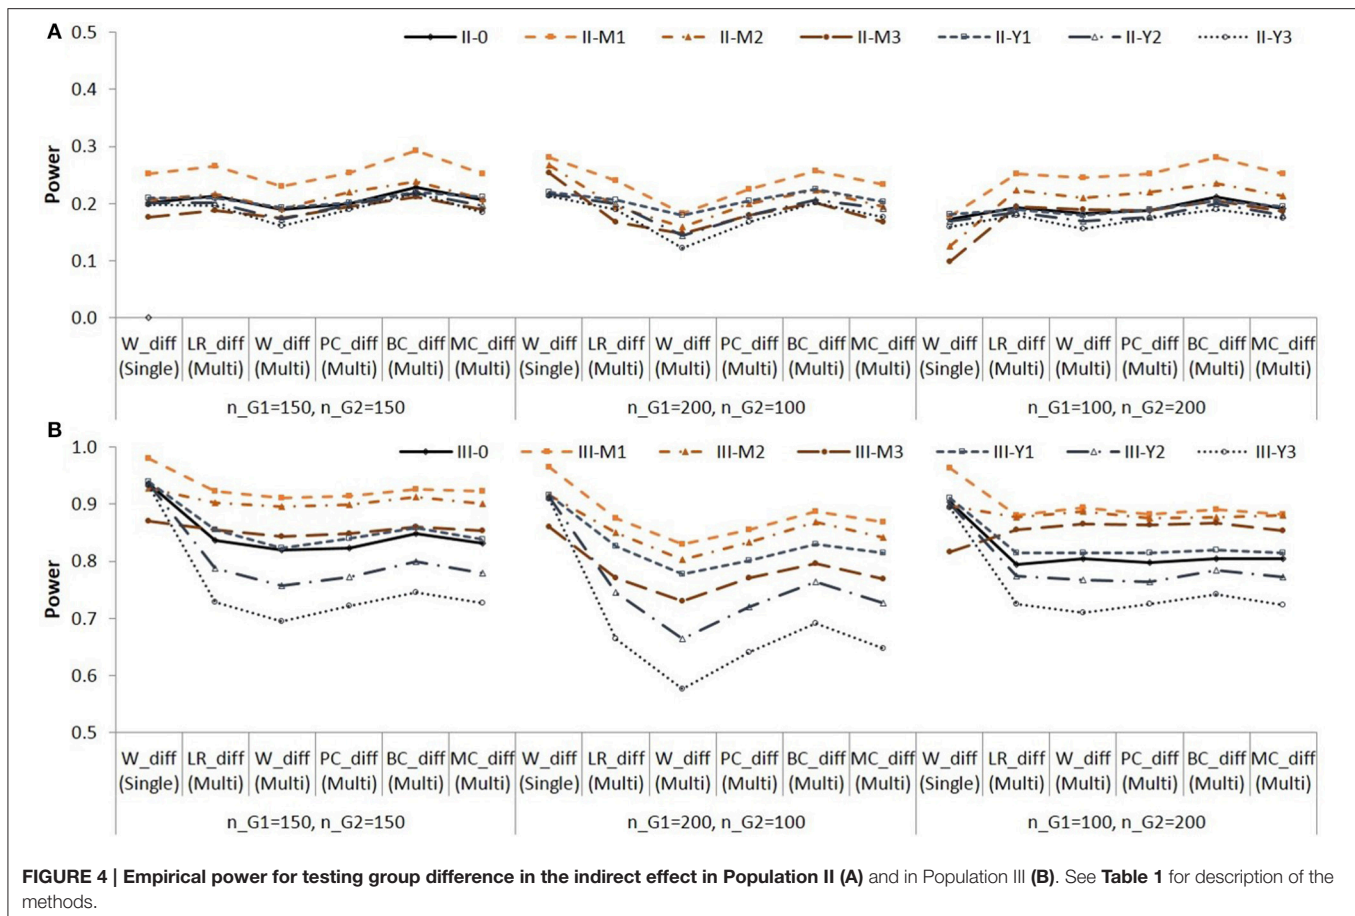 A
0.5
II-0 II-M1 II-M2 II-M3 II-Y1 II-Y2 II-Y3
0.4
0.3
0.2
0.1
0.0
Power
W_diff LR_diff W_diff PC_diff BC_diff MC_diff W_diff LR_diff W_diff PC_diff BC_diff MC_diff W_diff LR_diff W_diff PC_diff BC_diff MC_diff
(Single) (Multi) (Multi) (Multi) (Multi) (Multi) (Single) (Multi) (Multi) (Multi) (Multi) (Multi) (Single) (Multi) (Multi) (Multi) (Multi) (Multi)
n_G1=150, n_G2=150 n_G1=200, n_G2=100 n_G1=100, n_G2=200
B
1.0
III-0 III-M1 III-M2 III-M3 III-Y1 III-Y2 III-Y3
0.9
0.8
0.7
0.6
0.5
Power
W_diff LR_diff W_diff PC_diff BC_diff MC_diff W_diff LR_diff W_diff PC_diff BC_diff MC_diff W_diff LR_diff W_diff PC_diff BC_diff MC_diff
(Single) (Multi) (Multi) (Multi) (Multi) (Multi) (Single) (Multi) (Multi) (Multi) (Multi) (Multi) (Single) (Multi) (Multi) (Multi) (Multi) (Multi)
n_G1=150, n_G2=150 n_G1=200, n_G2=100 n_G1=100, n_G2=200
FIGURE 4 | Empirical power for testing group difference in the indirect effect in Population II (A) and in Population III (B). See Table 1 for description of the
methods.